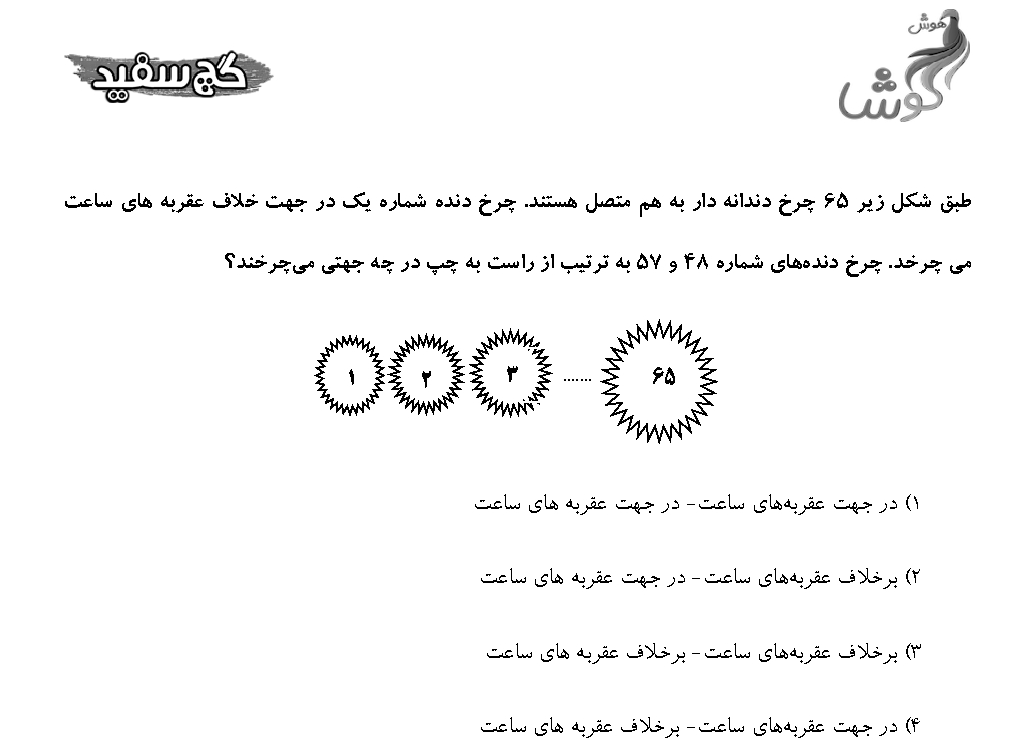 هوش
گوشا
گچ سفید
طبق شکل زیر ۶۵ چرخ دندانه دار به هم متصل هستند. چرخ دنده شماره یک در جهت خلاف عقربه های ساعت
می چرخد. چرخ دنده‌های شماره ۴۸ و ۵۷ به ترتیب از راست به چپ در چه جهتی می‌چرخند؟
۱ ۲ ۳ ....... ۶۵
۱) در جهت عقربه‌های ساعت- در جهت عقربه های ساعت
۲) برخلاف عقربه‌های ساعت- در جهت عقربه های ساعت
۳) برخلاف عقربه‌های ساعت- برخلاف عقربه های ساعت
۴) در جهت عقربه‌های ساعت- برخلاف عقربه های ساعت